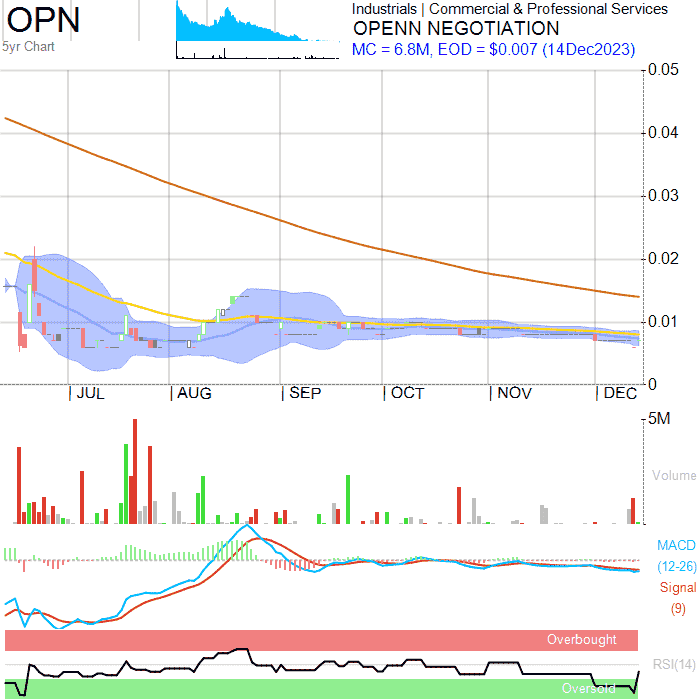 OPN
5yr Chart
Industrials | Commercial & Professional Services
OPENN NEGOTIATION
MC = 6.8M, EOD = $0.007 (14Dec2023)
0.05
0.04
0.03
0.02
0.01
0
| JUL | AUG | SEP | OCT | NOV | DEC
5M
Volume
MACD
(12-26)
Signal
(9)
Overbought
RSI(14)
Oversold